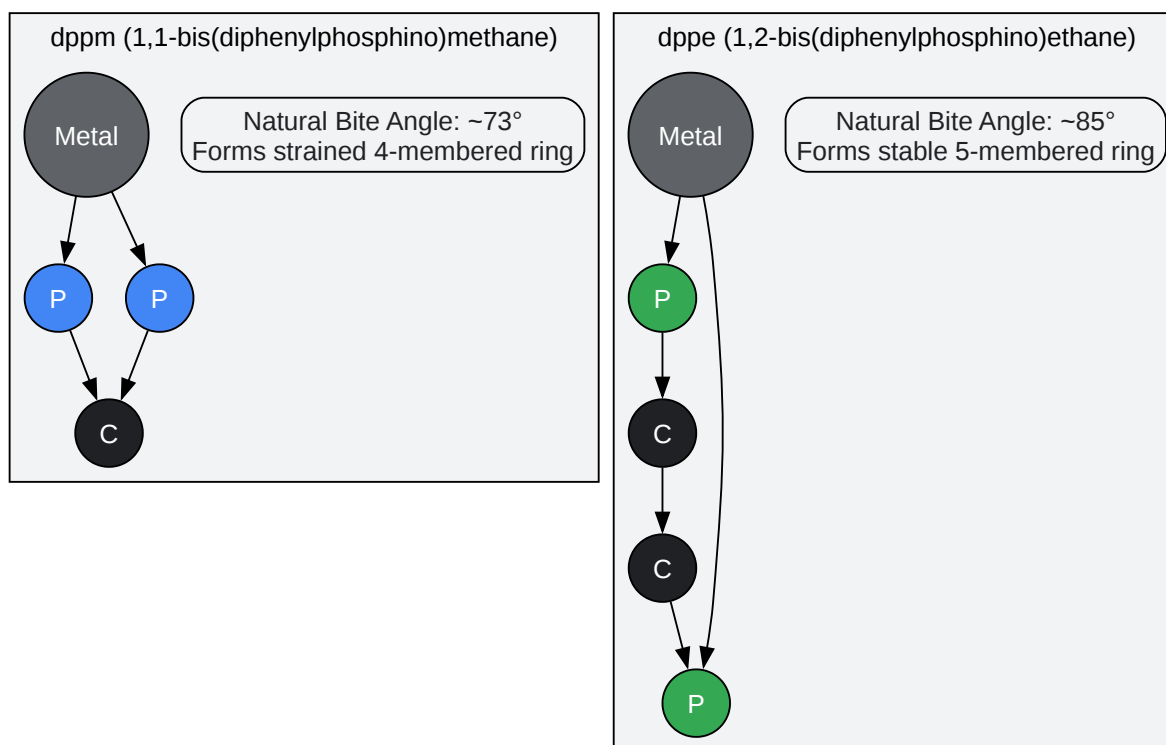 dppm (1,1-bis(diphenylphosphino)methane)
Metal
Natural Bite Angle: ~73°
Forms strained 4-membered ring
P
P
C
dppe (1,2-bis(diphenylphosphino)ethane)
Metal
Natural Bite Angle: ~85°
Forms stable 5-membered ring
P
C
C
P